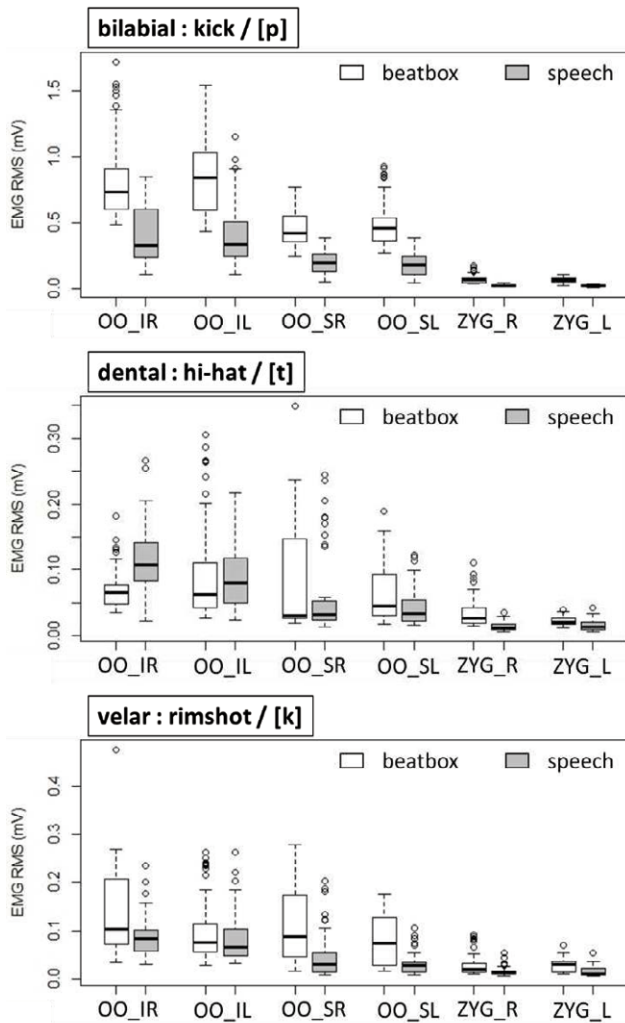 bilabial : kick / [p]
beatbox speech
EMG RMS (mV)
1.5
1.0
0.5
0.0
OO_IR OO_IL OO_SR OO_SL ZYG_R ZYG_L
dental : hi-hat / [t]
beatbox speech
EMG RMS (mV)
0.30
0.20
0.10
0.00
OO_IR OO_IL OO_SR OO_SL ZYG_R ZYG_L
velar : rimshot / [k]
beatbox speech
EMG RMS (mV)
0.4
0.3
0.2
0.1
0.0
OO_IR OO_IL OO_SR OO_SL ZYG_R ZYG_L